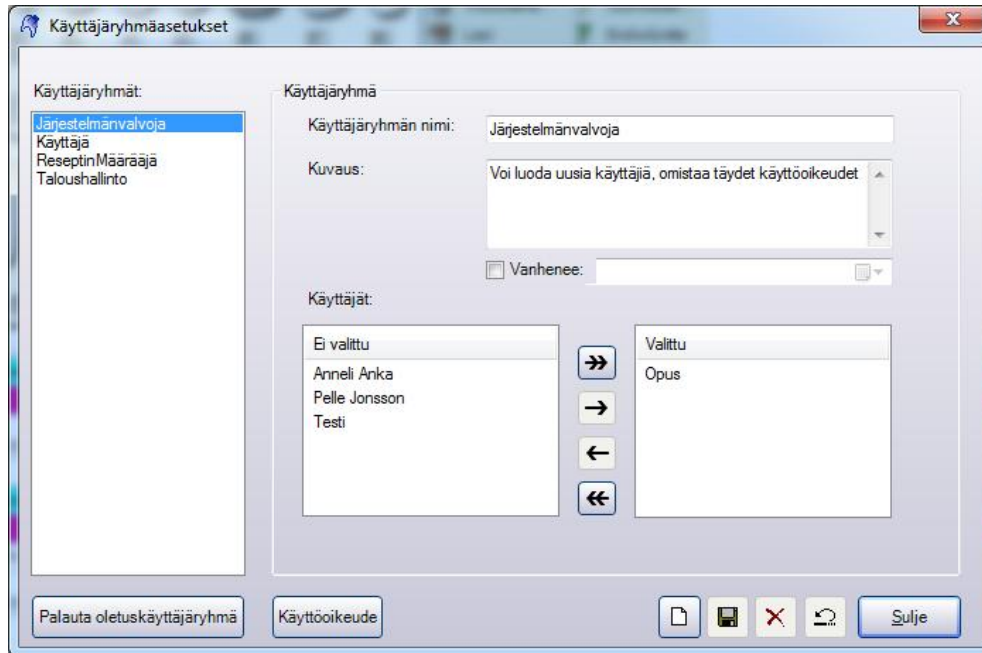 Käyttäjäryhmäasetukset
Käyttäjäryhmät:
Järjestelmänvalvoja
Käyttäjä
ReseptinMäärääjä
Taloushallinto
Käyttäjäryhmä
Käyttäjäryhmän nimi:
Järjestelmänvalvoja
Kuvaus:
Voi luoda uusia käyttäjiä, omistaa täydet käyttöoikeudet
Vanhenee:
Käyttäjät:
Ei valittu
Anneli Anka
Pelle Jonsson
Testi
Valittu
Opus
Palauta oletuskäyttäjäryhmä
Käyttöoikeude
Sulje